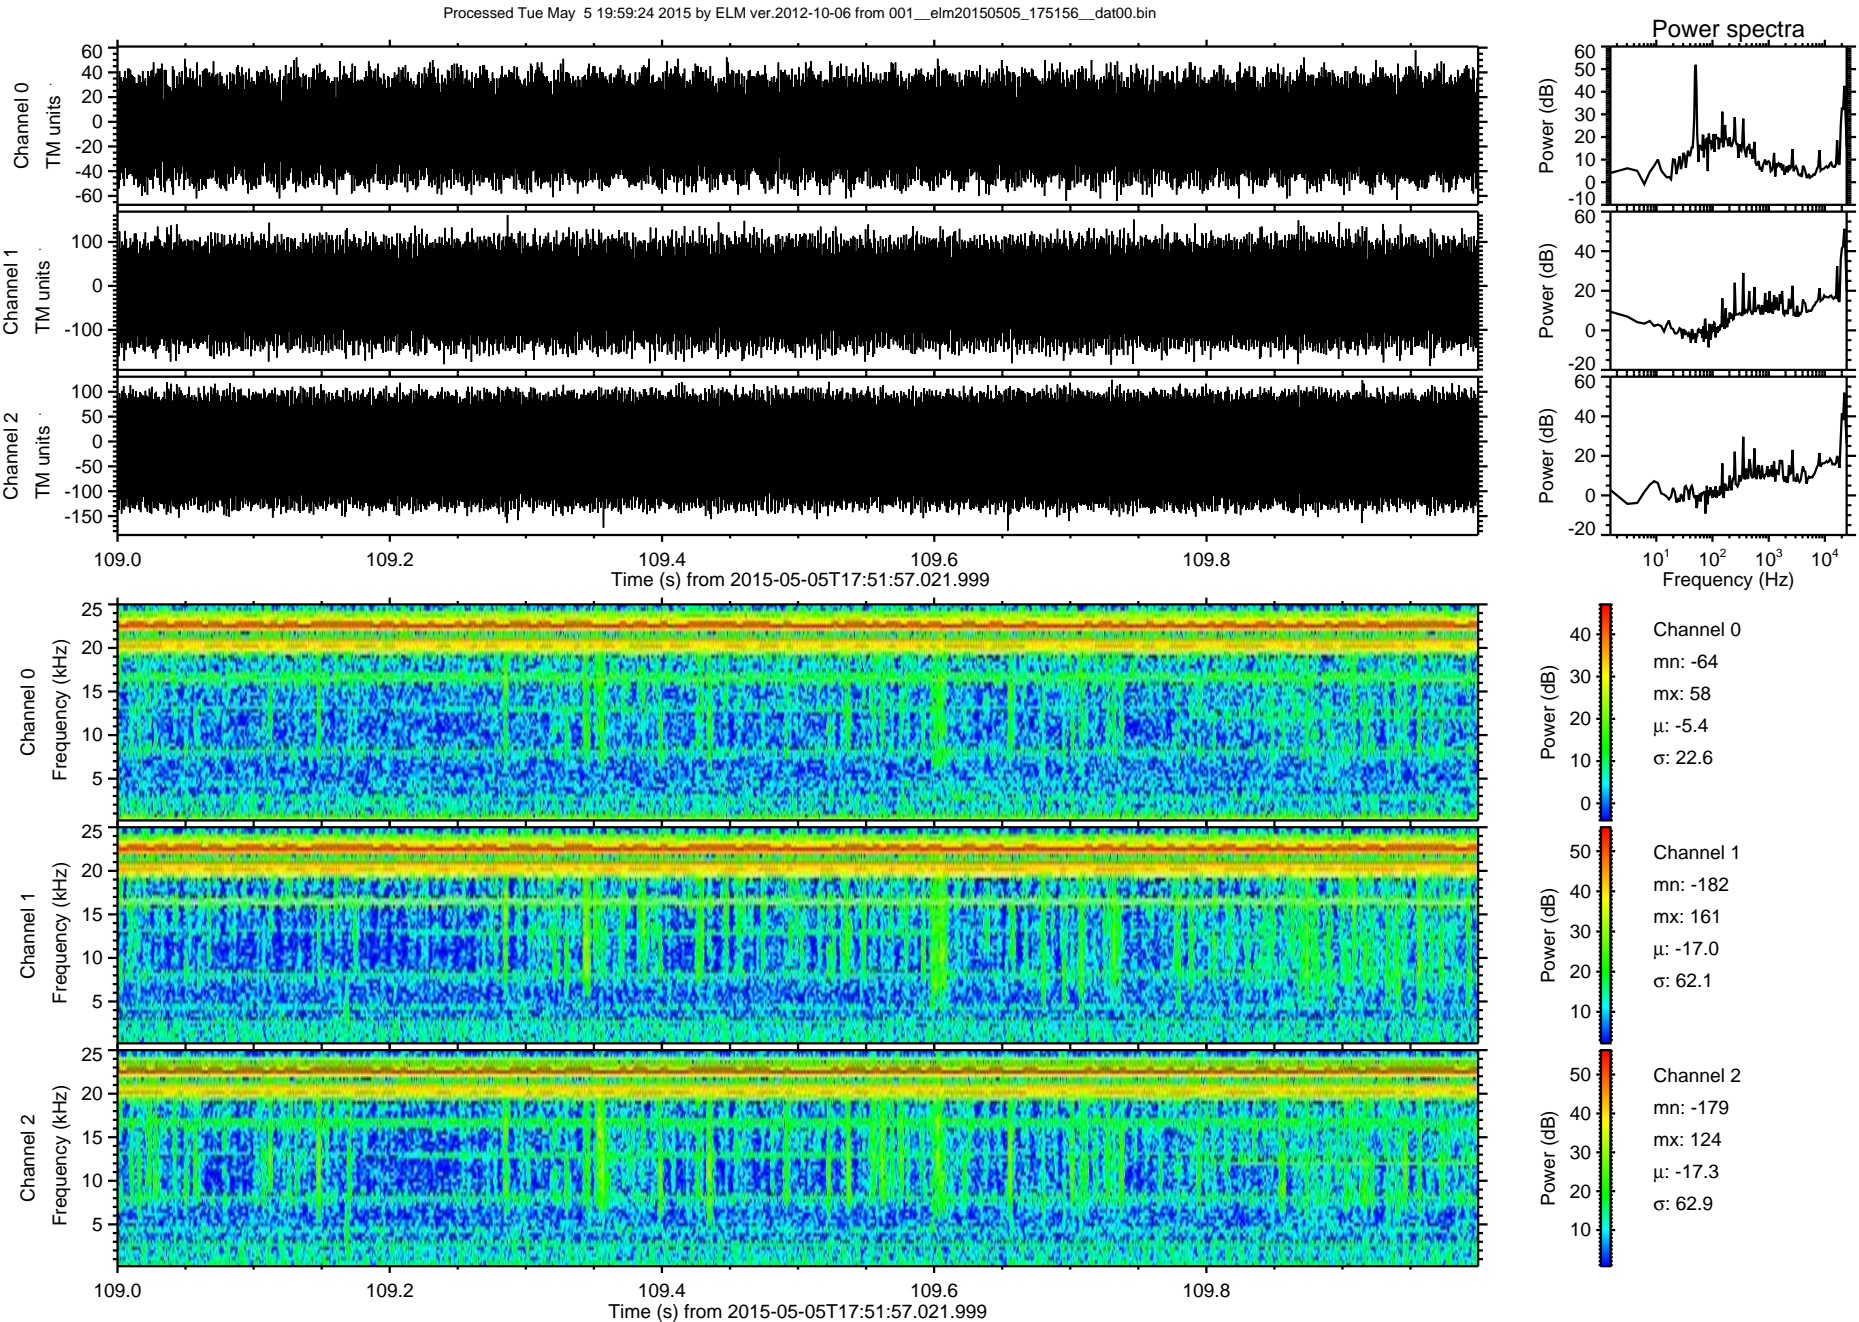 Processed Tue May  5 19:59:24 2015 by ELM ver.2012-10-06 from 001__elm20150505_175156__dat00.bin
Power spectra
Channel 0
TM units
60
40
20
0
-20
-40
-60
Power (dB)
60
50
40
30
20
10
0
-10
Channel 1
TM units
100
0
-100
Power (dB)
60
40
20
0
-20
Channel 2
TM units
100
50
0
-50
-100
-150
Power (dB)
60
40
20
0
-20
109.0 109.2 109.4 109.6 109.8
Time (s) from 2015-05-05T17:51:57.021.999
10¹ 10² 10³ 10⁴
Frequency (Hz)
Channel 0
Frequency (kHz)
25
20
15
10
5
Power (dB)
40
30
20
10
0
Channel 0
mn: -64
mx: 58
µ: -5.4
σ: 22.6
Channel 1
Frequency (kHz)
25
20
15
10
5
Power (dB)
50
40
30
20
10
Channel 1
mn: -182
mx: 161
µ: -17.0
σ: 62.1
Channel 2
Frequency (kHz)
25
20
15
10
5
Power (dB)
50
40
30
20
10
Channel 2
mn: -179
mx: 124
µ: -17.3
σ: 62.9
109.0 109.2 109.4 109.6 109.8
Time (s) from 2015-05-05T17:51:57.021.999